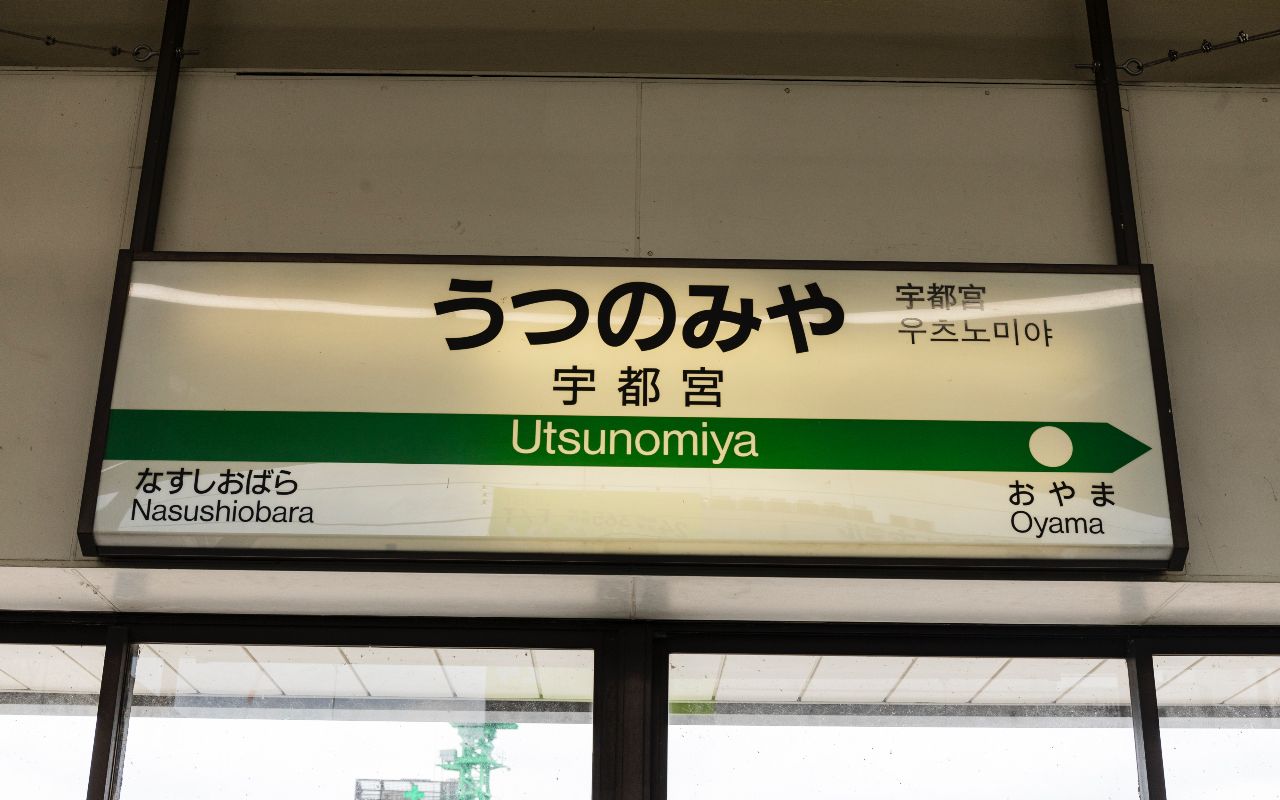 うつのみや
宇都宮
宇都宫
우츠노미야
Utsunomiya
なすしおばら
Nasushiobara
おやま
Oyama